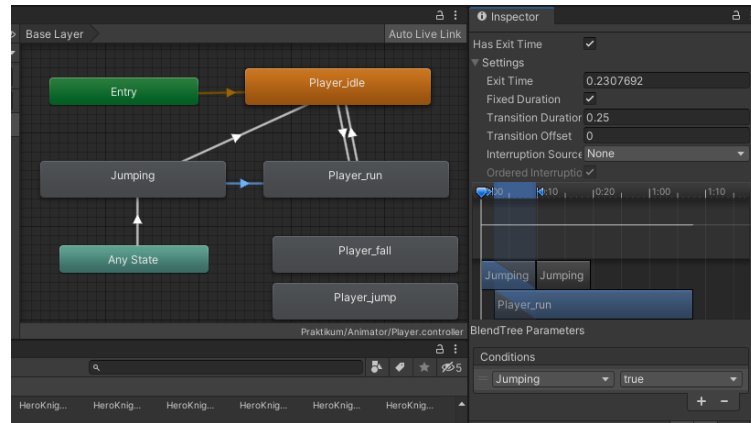 Base Layer
Auto Live Link
Entry
Player_idle
Jumping
Player_run
Any State
Player_fall
Player_jump
Praktikum/Animator/Player.controller
5
HeroKnig... HeroKnig... HeroKnig... HeroKnig... HeroKnig... HeroKnig...
Inspector
Has Exit Time
Settings
Exit Time 0.2307692
Fixed Duration
Transition Duration 0.25
Transition Offset 0
Interruption Source None
Ordered Interruptio
:00 0:10 0:20 1:00 1:10
Jumping Jumping
Player_run
BlendTree Parameters
Conditions
Jumping true
+ -